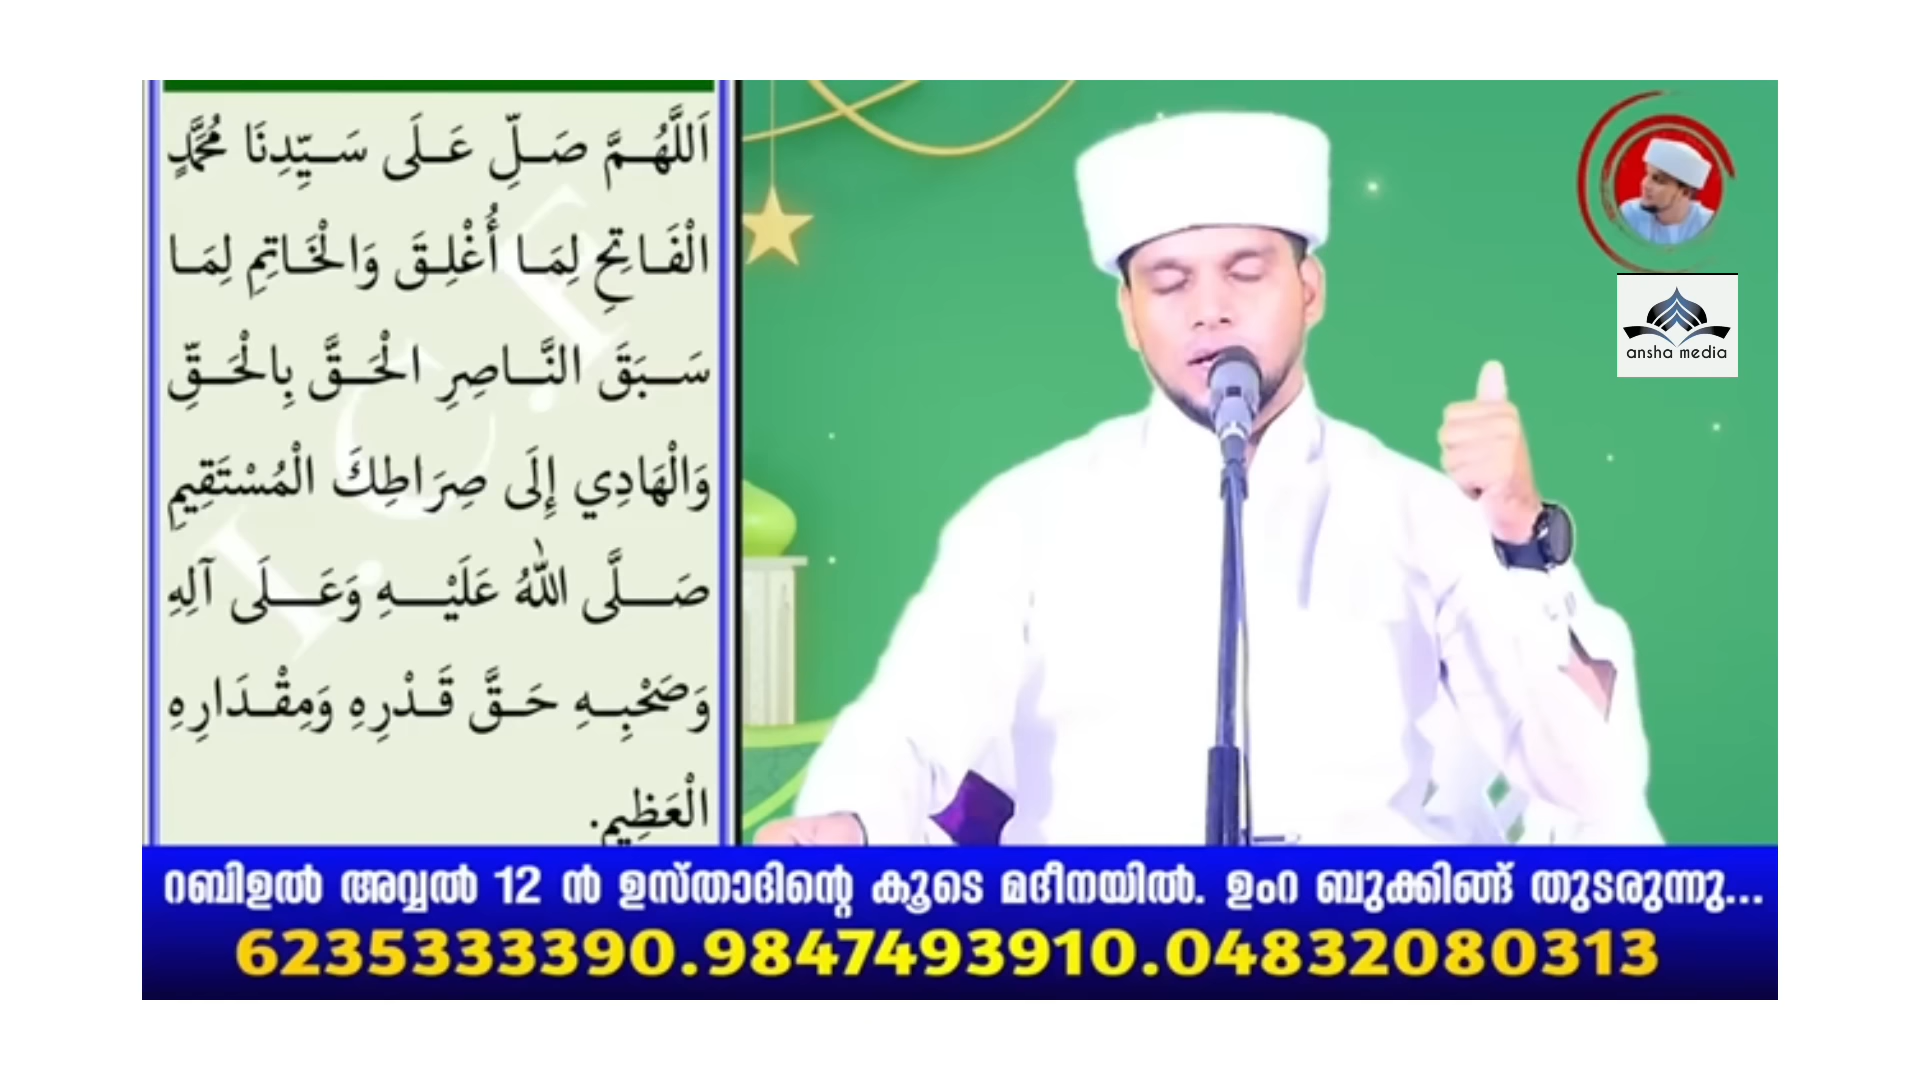 اَللَّهُمَّ صَلِّ عَلَى سَيِّدِنَا مُحَمَّدٍ
الْفَاتِحِ لِمَا أُغْلِقَ وَالْخَاتِمِ لِمَا
سَبَقَ النَّاصِرِ الْحَقَّ بِالْحَقِّ
وَالْهَادِي إِلَى صِرَاطِكَ الْمُسْتَقِيمِ
صَلَّى اللهُ عَلَيْهِ وَعَلَى آلِهِ
وَصَحْبِهِ حَقَّ قَدْرِهِ وَمِقْدَارِهِ
الْعَظِيمِ.
I.C.F
ansha media
റബിഉൽ അവ്വൽ 12 ൻ ഉസ്താദിന്റെ കൂടെ മദീനയിൽ. ഉംറ ബുക്കിങ്ങ് തുടരുന്നു...
6235333390.9847493910.04832080313